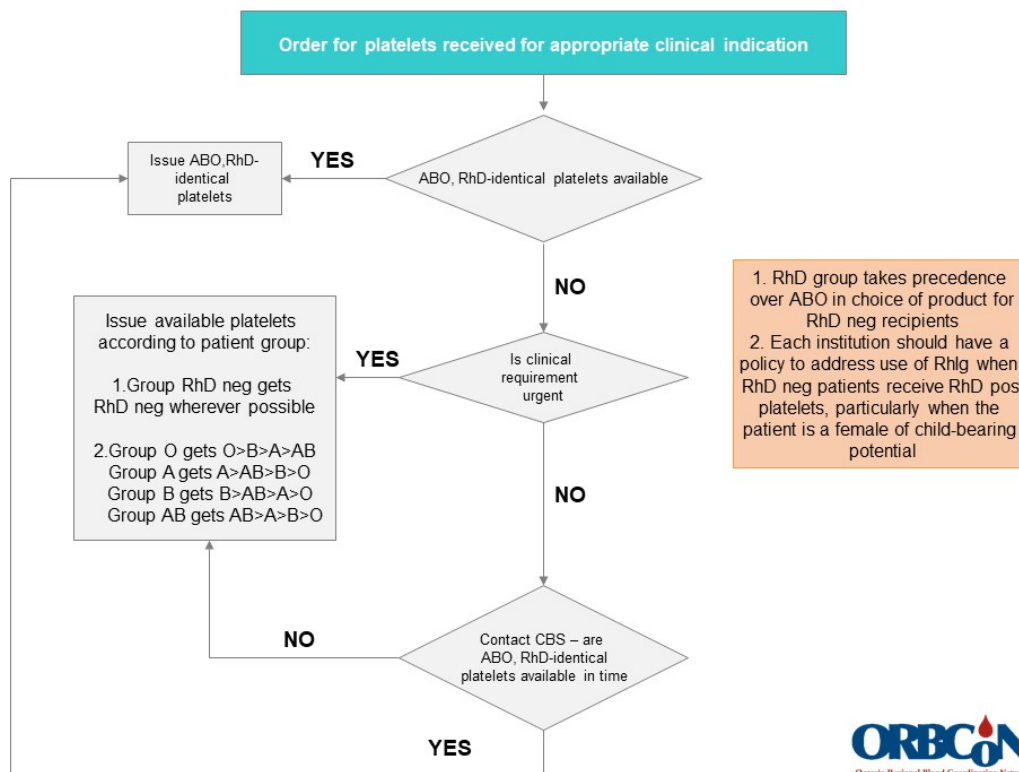 Order for platelets received for appropriate clinical indication
Issue ABO,RhD-
identical
platelets
YES
ABO, RhD-identical platelets available
NO
Issue available platelets
according to patient group:
1.Group RhD neg gets
RhD neg wherever possible
2.Group O gets O>B>A>AB
Group A gets A>AB>B>O
Group B gets B>AB>A>O
Group AB gets AB>A>B>O
YES
Is clinical
requirement
urgent
1. RhD group takes precedence
over ABO in choice of product for
RhD neg recipients
2. Each institution should have a
policy to address use of RhIg when
RhD neg patients receive RhD pos
platelets, particularly when the
patient is a female of child-bearing
potential
NO
NO
Contact CBS – are
ABO, RhD-identical
platelets available in time
YES
ORBCoN
Ontario Regional Blood Coordinating